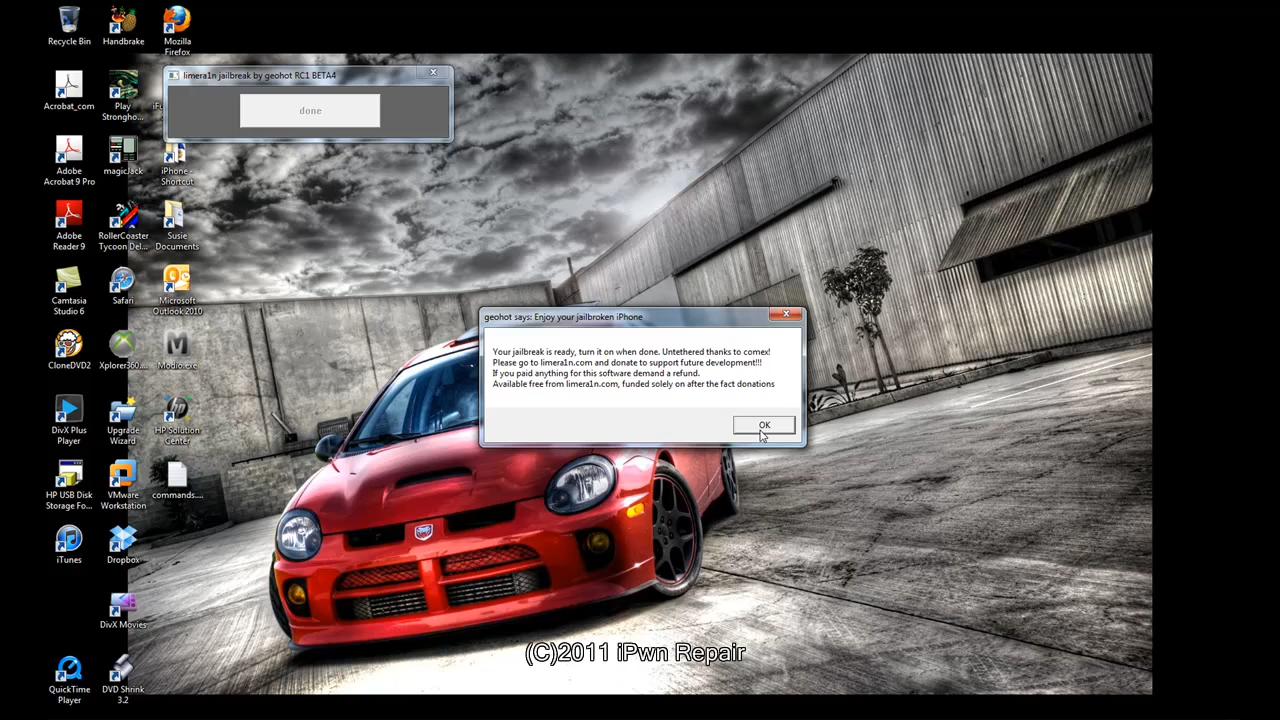 Recycle Bin
Handbrake
Mozilla
Firefox
limera1n jailbreak by geohot RC1 BETA4
done
Acrobat_com
Play
Strongho...
Adobe
Acrobat 9 Pro
magicJack
iPhone -
Shortcut
Adobe
Reader 9
RollerCoaster
Tycoon Del...
Susie
Documents
Camtasia
Studio 6
Safari
Microsoft
Outlook 2010
geohot says: Enjoy your jailbroken iPhone
Your jailbreak is ready, turn it on when done. Untethered thanks to comex!
Please go to limera1n.com and donate to support future development!!!
If you paid anything for this software demand a refund.
Available free from limera1n.com, funded solely on after the fact donations
OK
CloneDVD2
Xplorer360....
Modio.exe
DivX Plus
Player
Upgrade
Wizard
HP Solution
Center
HP USB Disk
Storage Fo...
VMware
Workstation
commands....
iTunes
Dropbox
DivX Movies
QuickTime
Player
DVD Shrink
3.2
(C)2011 iPwn Repair